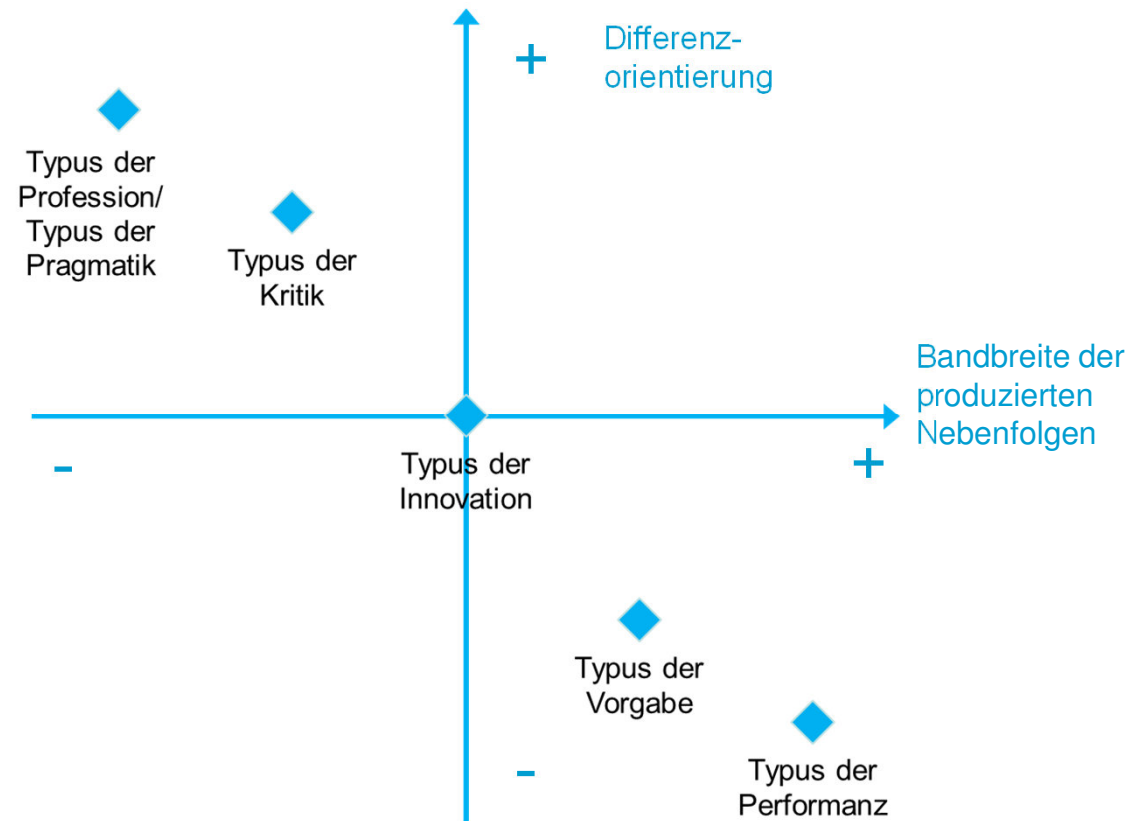 +
Differenz-
orientierung
Typus der
Profession/
Typus der
Pragmatik
Typus der
Kritik
Bandbreite der
produzierten
Nebenfolgen
-
+
Typus der
Innovation
Typus der
Vorgabe
-
Typus der
Performanz